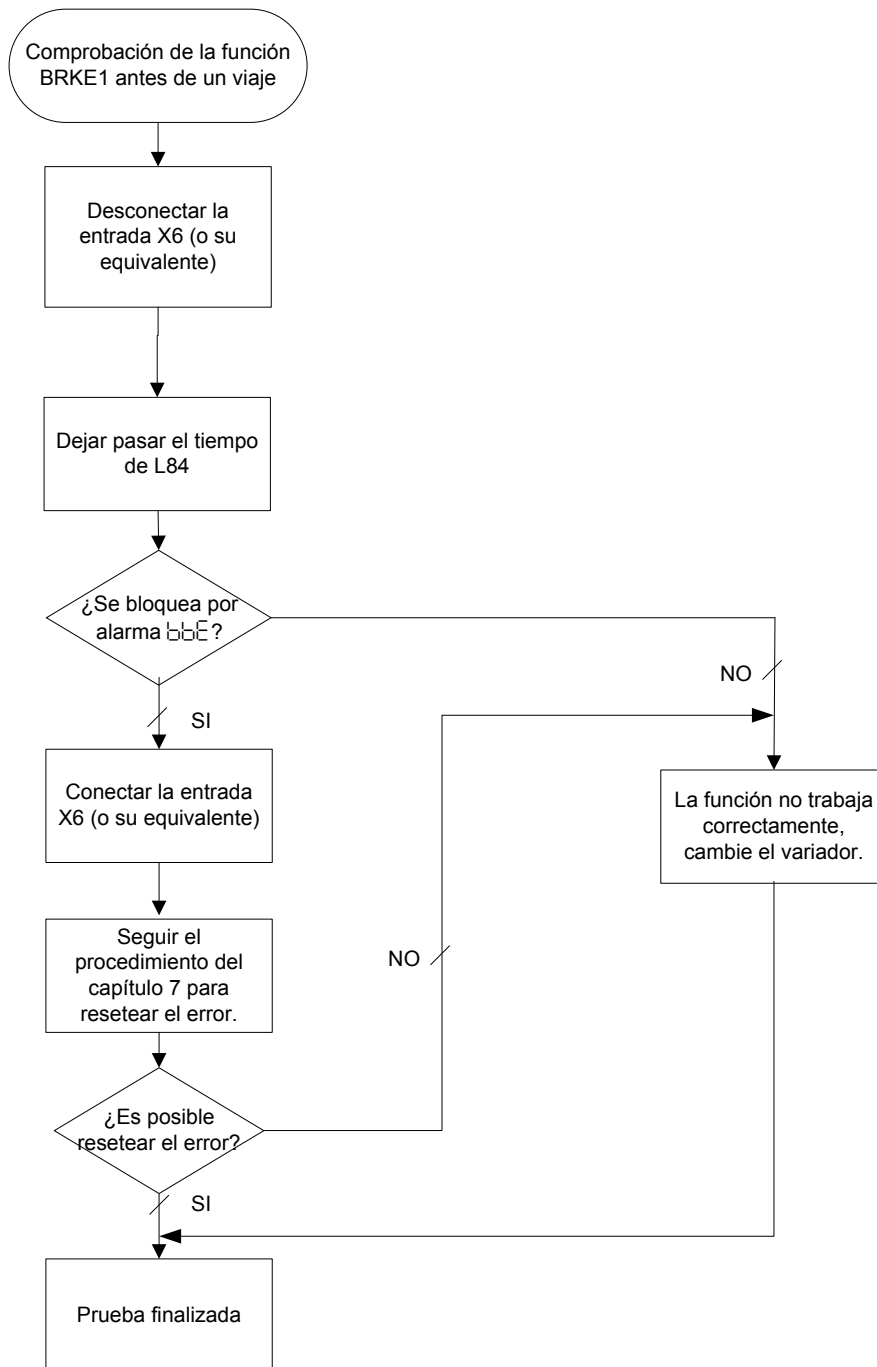 Comprobación de la función
BRKE1 antes de un viaje
Desconectar la
entrada X6 (o su
equivalente)
Dejar pasar el tiempo
de L84
¿Se bloquea por
alarma bbE?
NO
SI
Conectar la entrada
X6 (o su equivalente)
La función no trabaja
correctamente,
cambie el variador.
Seguir el
procedimiento del
capítulo 7 para
resetear el error.
NO
¿Es posible
resetear el error?
SI
Prueba finalizada